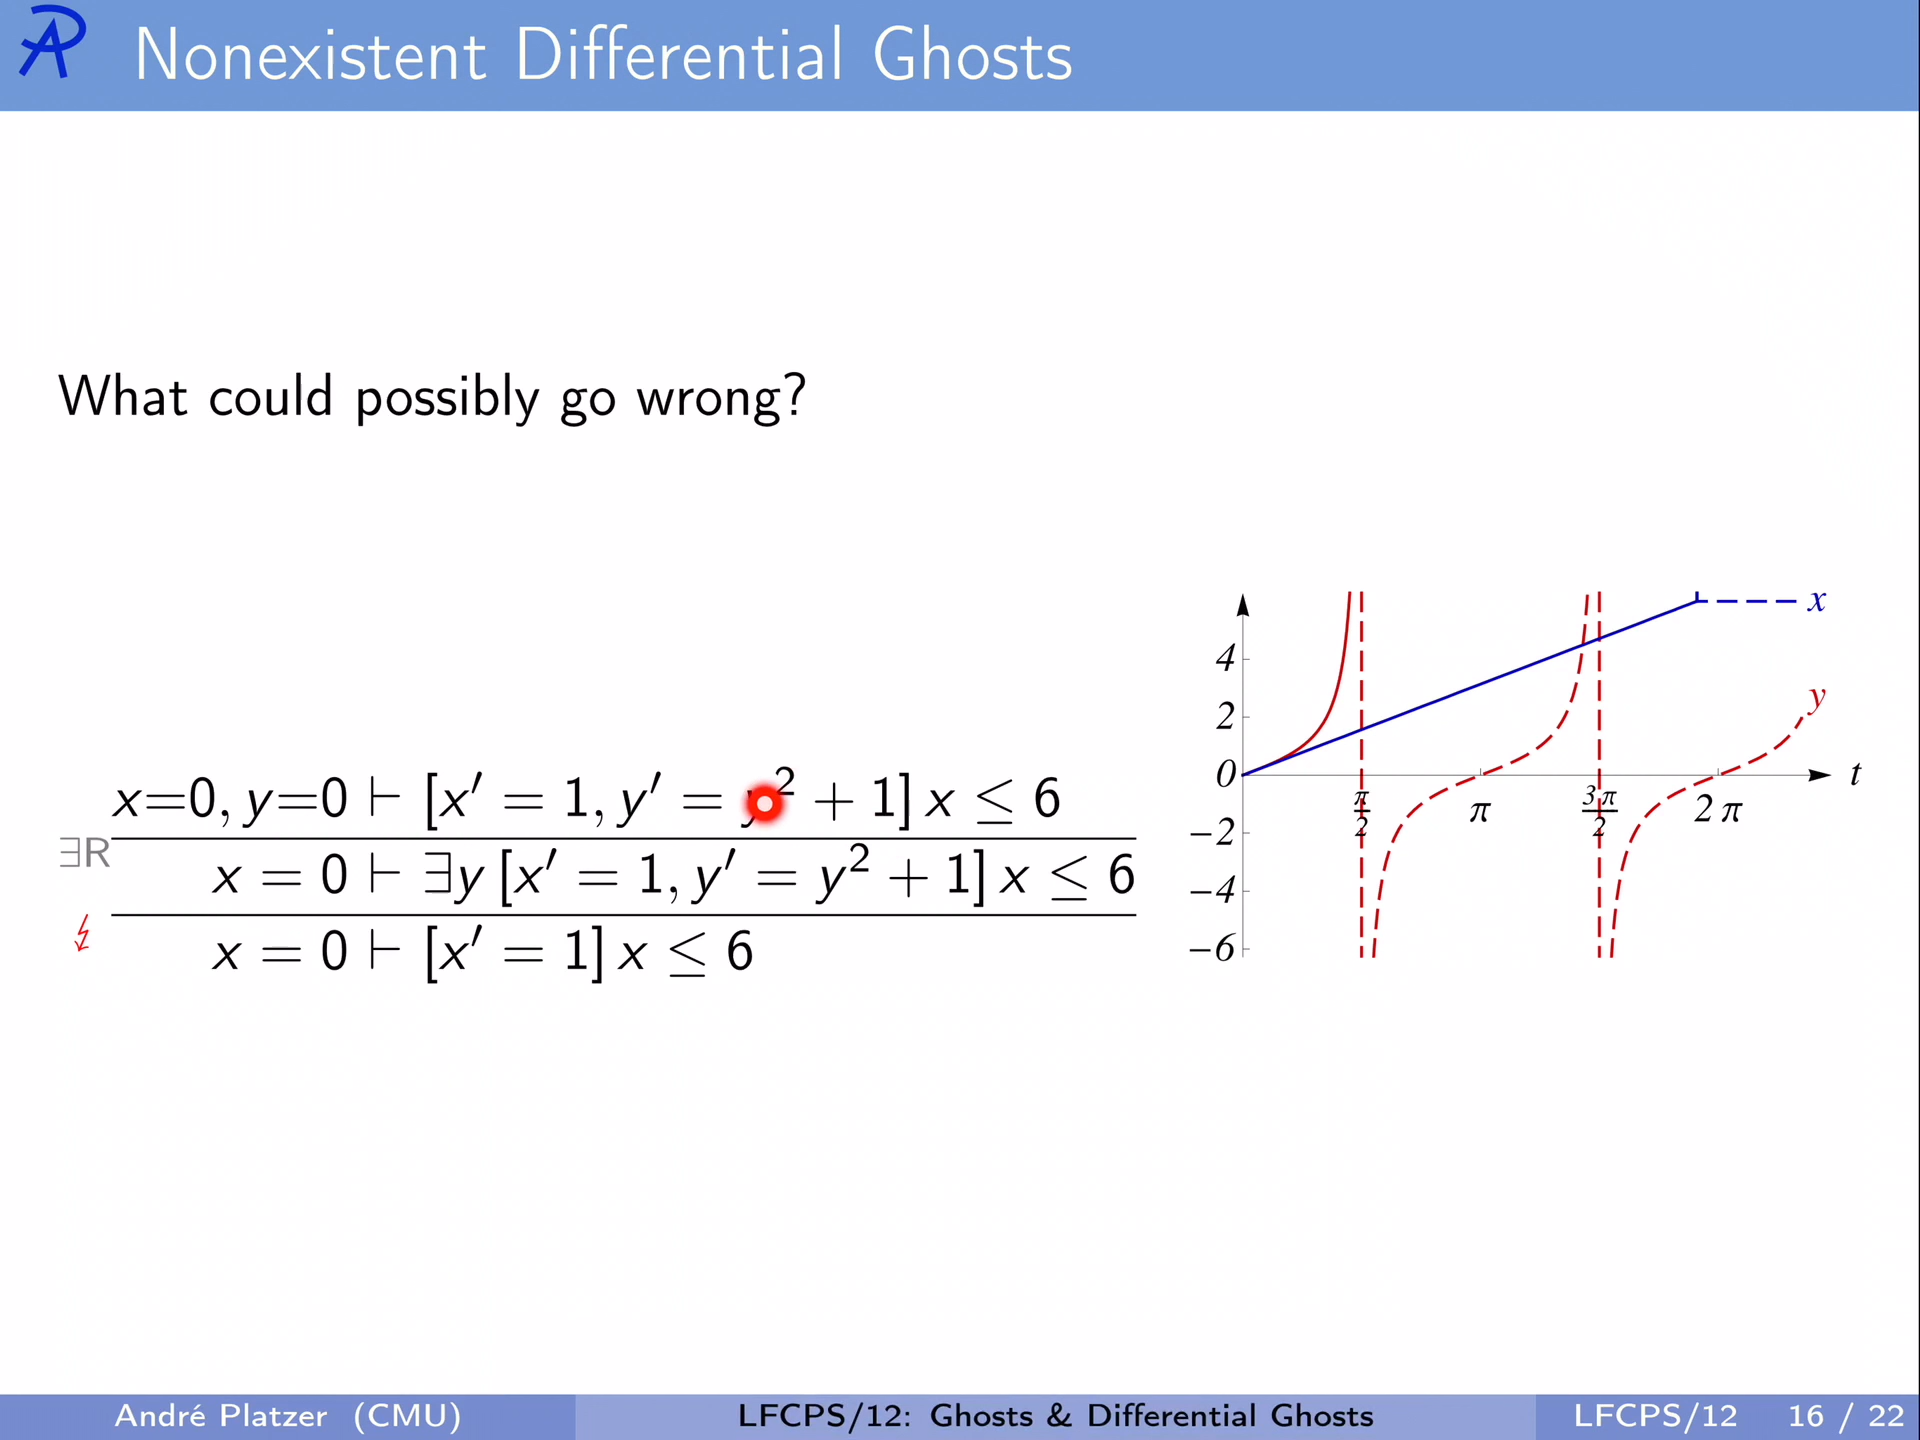 Nonexistent Differential Ghosts
What could possibly go wrong?
x=0, y=0 ⊢ [x′ = 1, y′ = y² + 1] x ≤ 6
∃R
x = 0 ⊢ ∃y [x′ = 1, y′ = y² + 1] x ≤ 6
x = 0 ⊢ [x′ = 1] x ≤ 6
x
4
y
2
0
t
π/2
π
3π/2
2π
−2
−4
−6
André Platzer (CMU)
LFCPS/12: Ghosts & Differential Ghosts
LFCPS/12
16 / 22